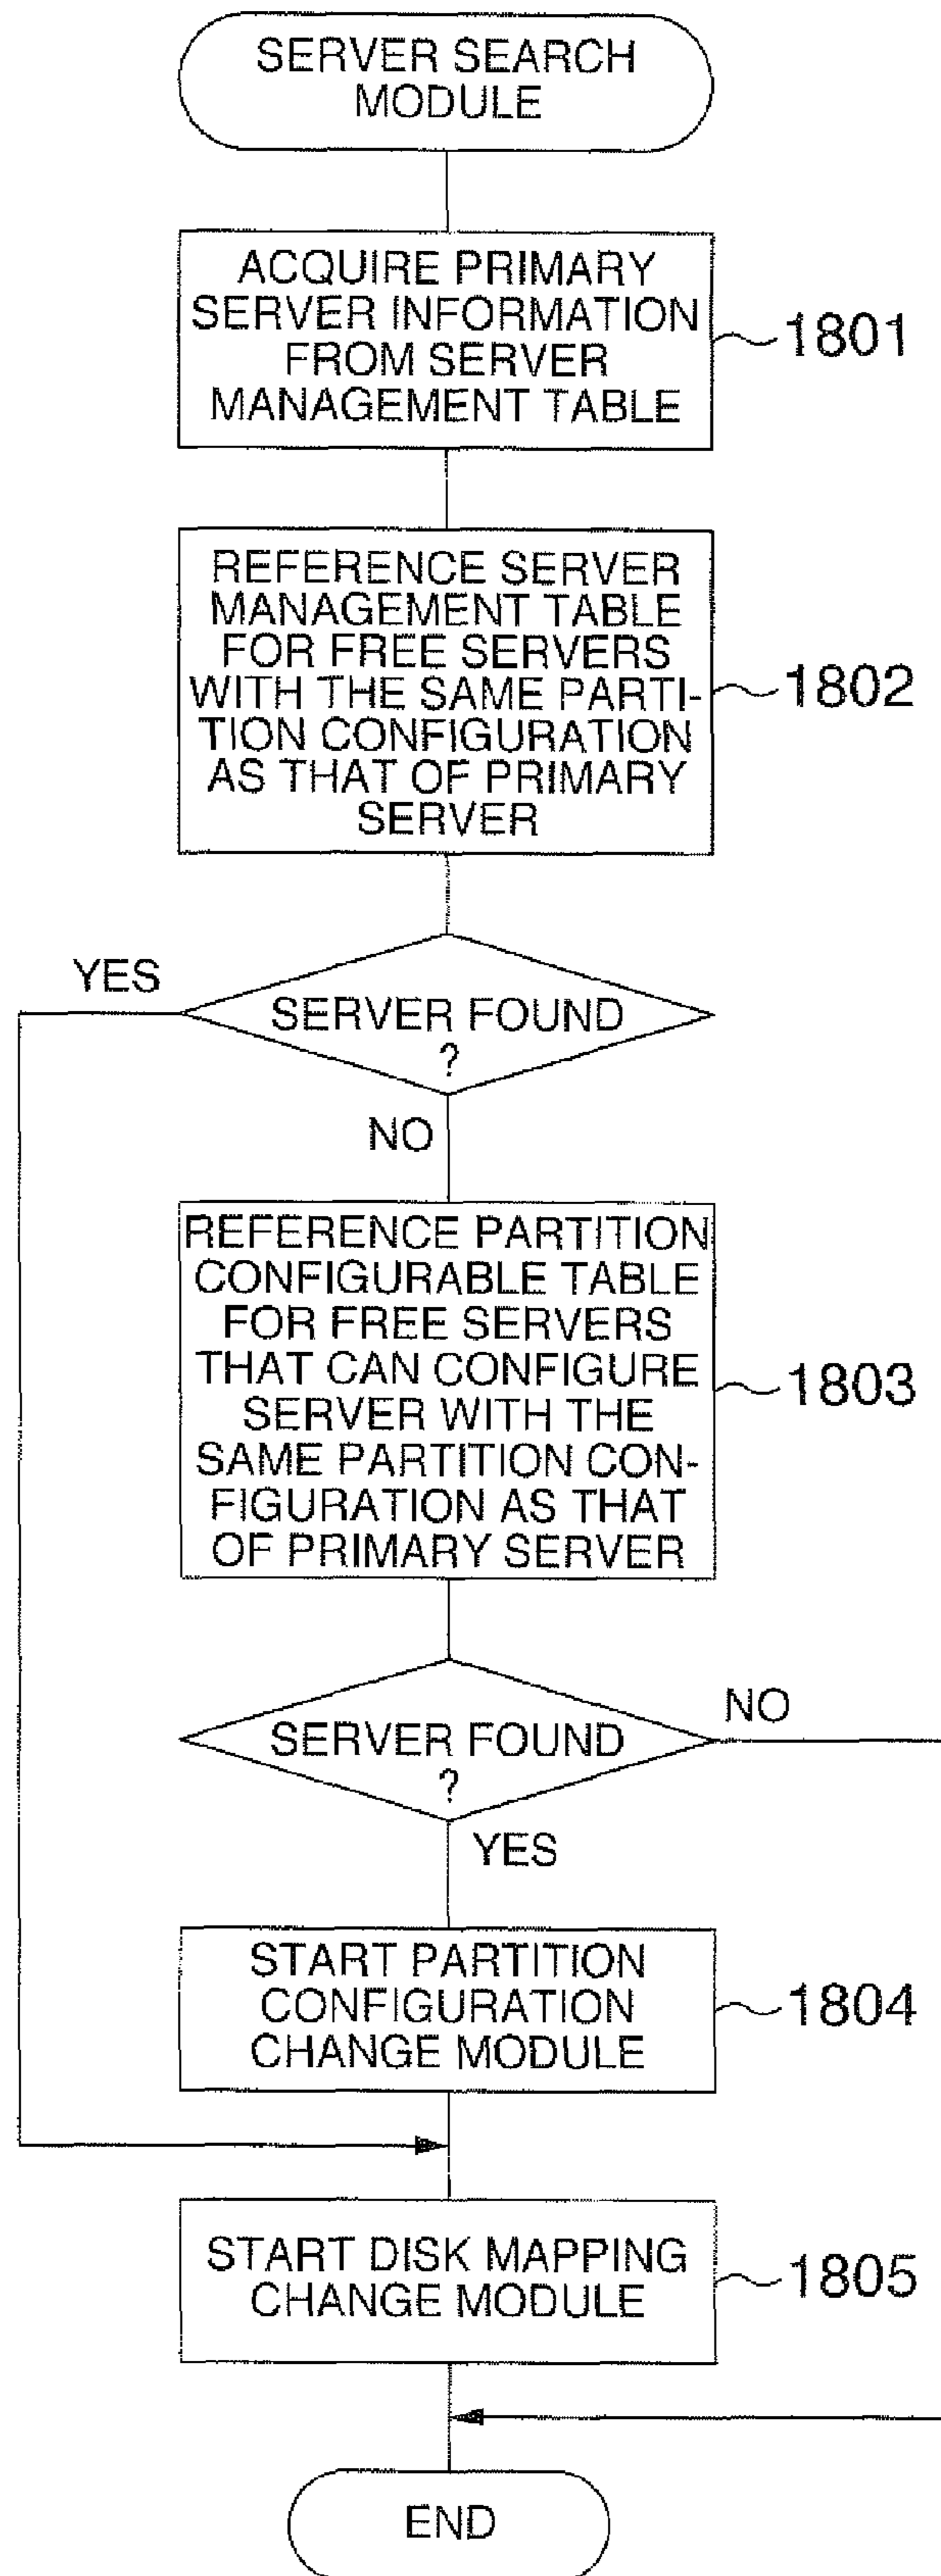 SERVER SEARCH
MODULE
ACQUIRE PRIMARY
SERVER INFORMATION
FROM SERVER
MANAGEMENT TABLE
1801
REFERENCE SERVER
MANAGEMENT TABLE
FOR FREE SERVERS
WITH THE SAME PARTI-
TION CONFIGURATION
AS THAT OF PRIMARY
SERVER
1802
YES
SERVER FOUND
?
NO
REFERENCE PARTITION
CONFIGURABLE TABLE
FOR FREE SERVERS
THAT CAN CONFIGURE
SERVER WITH THE
SAME PARTITION CON-
FIGURATION AS THAT
OF PRIMARY SERVER
1803
SERVER FOUND
?
NO
YES
START PARTITION
CONFIGURATION
CHANGE MODULE
1804
START DISK MAPPING
CHANGE MODULE
1805
END